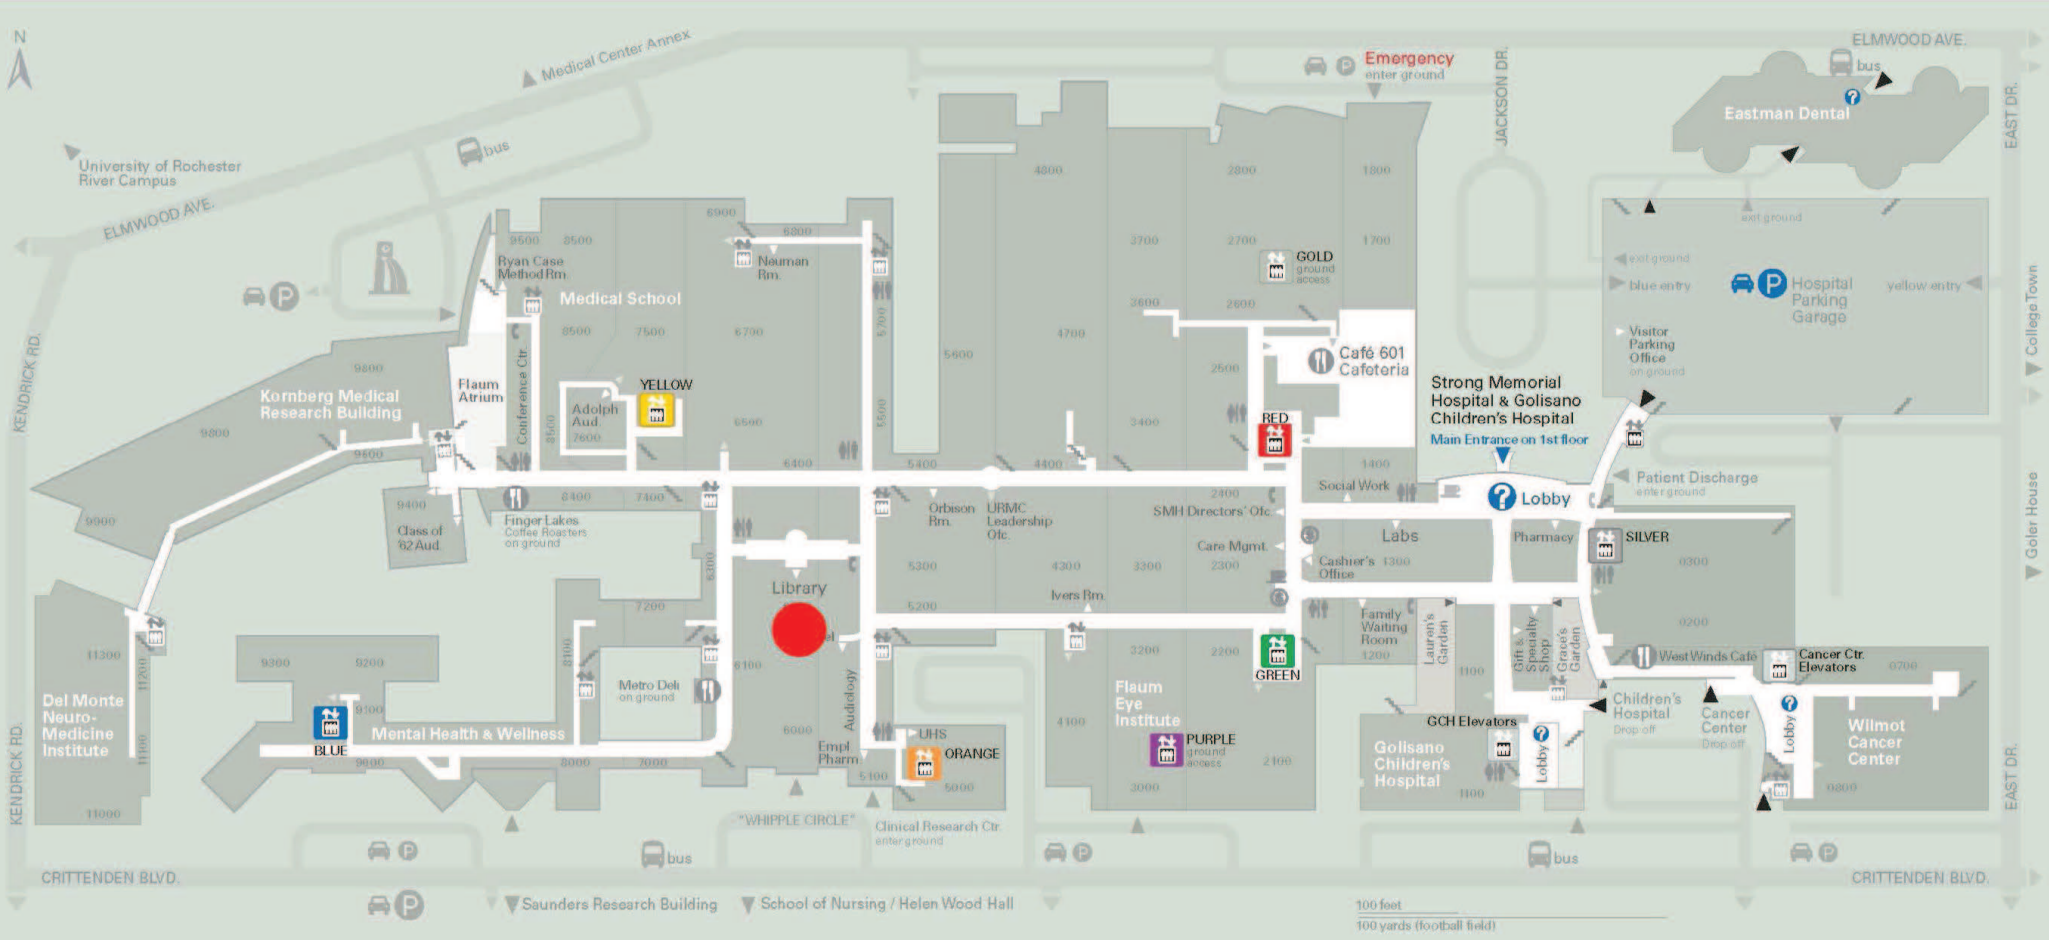 N
Medical Center Annex
ELMWOOD AVE.
bus
Emergency
enter ground
JACKSON DR.
EAST DR.
Eastman Dental
?
University of Rochester
River Campus
bus
ELMWOOD AVE.
P
4800
2800
1800
6900
6800
9500
8500
Ryan Case
Method Rm.
Neuman
Rm.
3700
2700
1700
GOLD
ground
access
exit ground
exit ground
blue entry
P
Hospital
Parking
Garage
yellow entry
Visitor
Parking
Office
on ground
P
Medical School
8500
7500
6700
5700
5600
4700
2600
2600
KENDRICK RD.
9800
Kornberg Medical
Research Building
Flaum
Atrium
Conference Ctr.
YELLOW
Adolph
Aud.
7600
8500
6500
5500
3400
2500
Café 601
Cafeteria
RED
Strong Memorial
Hospital & Golisano
Children's Hospital
Main Entrance on 1st floor
College Town
9800
9600
6400
5400
4400
1400
Social Work
?
Lobby
Patient Discharge
enter ground
Goler House
9900
9400
Class of
'62 Aud.
8400
7400
Finger Lakes
Coffee Roasters
on ground
Orbison
Rm.
URMC
Leadership
Ofc.
2400
SMH Directors' Ofc.
Care Mgmt.
Labs
Cashier's
Office
1300
Pharmacy
SILVER
0300
6300
Library
5300
4300
3300
2300
5200
Ivers Rm.
7200
8100
6100
Family
Waiting
Room
1200
Lauren's
Garden
1100
Gift &
Specialty
Shop
Grace's
Garden
0200
West Winds Café
Cancer Ctr.
Elevators
0700
11300
11200
9300
9200
9100
Metro Deli
on ground
Audiology
3200
2200
GREEN
Del Monte
Neuro-
Medicine
Institute
11100
11000
BLUE
Mental Health & Wellness
9000
8000
7000
6000
Empl
Pharm
UHS
ORANGE
5100
5000
Flaum
Eye
Institute
4100
PURPLE
ground
access
3000
2100
GCH Elevators
Golisano
Children's
Hospital
1100
?
Lobby
Children's
Hospital
Drop off
Cancer
Center
Drop off
?
Lobby
Wilmot
Cancer
Center
0800
KENDRICK RD.
EAST DR.
"WHIPPLE CIRCLE"
Clinical Research Ctr.
enter ground
P
bus
P
bus
P
CRITTENDEN BLVD.
CRITTENDEN BLVD.
P
Saunders Research Building
School of Nursing / Helen Wood Hall
100 feet
100 yards (football field)